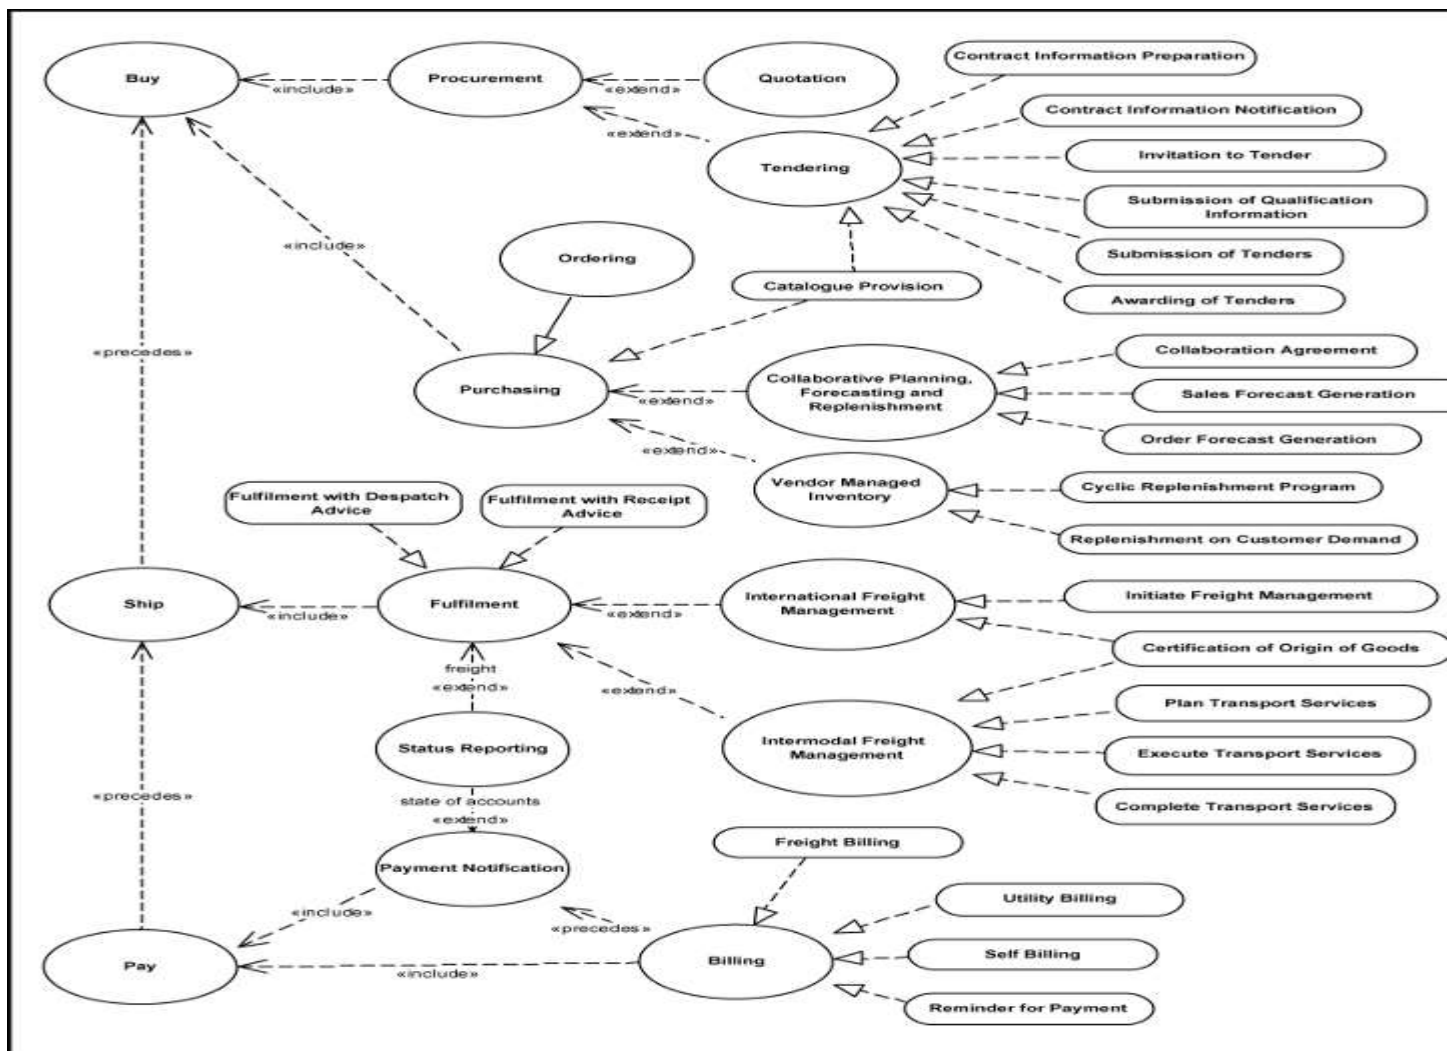 Contract Information Preparation
Buy
«include»
Procurement
«extend»
Quotation
Contract Information Notification
«extend»
Tendering
Invitation to Tender
Submission of Qualification
Information
«include»
Ordering
Submission of Tenders
Catalogue Provision
Awarding of Tenders
«precedes»
Collaboration Agreement
Purchasing
«extend»
Collaborative Planning,
Forecasting and
Replenishment
Sales Forecast Generation
Order Forecast Generation
«extend»
Fulfilment with Despatch
Advice
Fulfilment with Receipt
Advice
Vendor Managed
Inventory
Cyclic Replenishment Program
Replenishment on Customer Demand
Ship
«include»
Fulfilment
«extend»
International Freight
Management
Initiate Freight Management
Certification of Origin of Goods
freight
«extend»
«extend»
Plan Transport Services
Status Reporting
Intermodal Freight
Management
Execute Transport Services
«precedes»
state of accounts
«extend»
Complete Transport Services
Freight Billing
Payment Notification
Utility Billing
«include»
«precedes»
Pay
«include»
Billing
Self Billing
Reminder for Payment